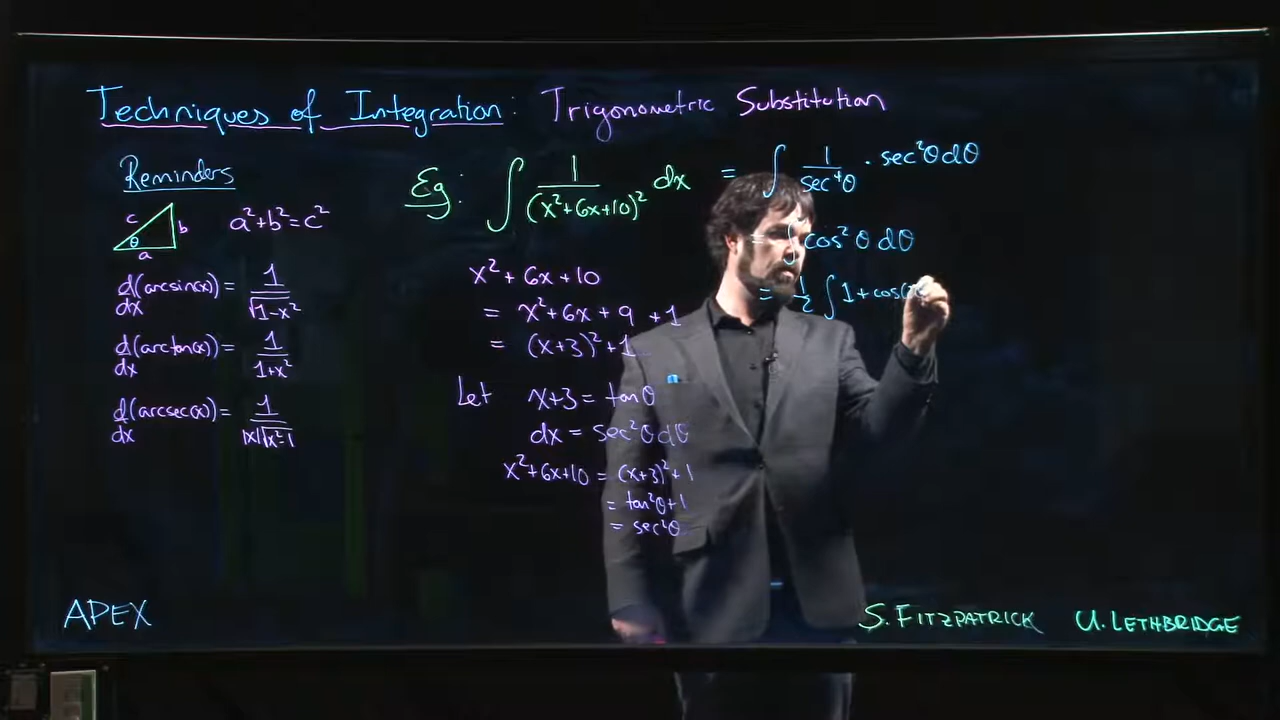 Techniques of Integration: Trigonometric Substitution
Reminders
c b θ a
a²+b²=c²
d/dx (arcsin(x)) = 1/√(1-x²)
d/dx (arctan(x)) = 1/(1+x²)
d/dx (arcsec(x)) = 1/(|x|√(x²-1))
Eg: ∫ 1/(x²+6x+10)² dx = ∫ 1/sec⁴θ · sec²θ dθ
= ∫ cos²θ dθ
= 1/2 ∫ 1 + cos(
x² + 6x + 10
= x² + 6x + 9 + 1
= (x+3)² + 1
Let x+3 = tanθ
dx = sec²θ dθ
x²+6x+10 = (x+3)² + 1
= tan²θ + 1
= sec²θ
APEX
S. FITZPATRICK U. LETHBRIDGE